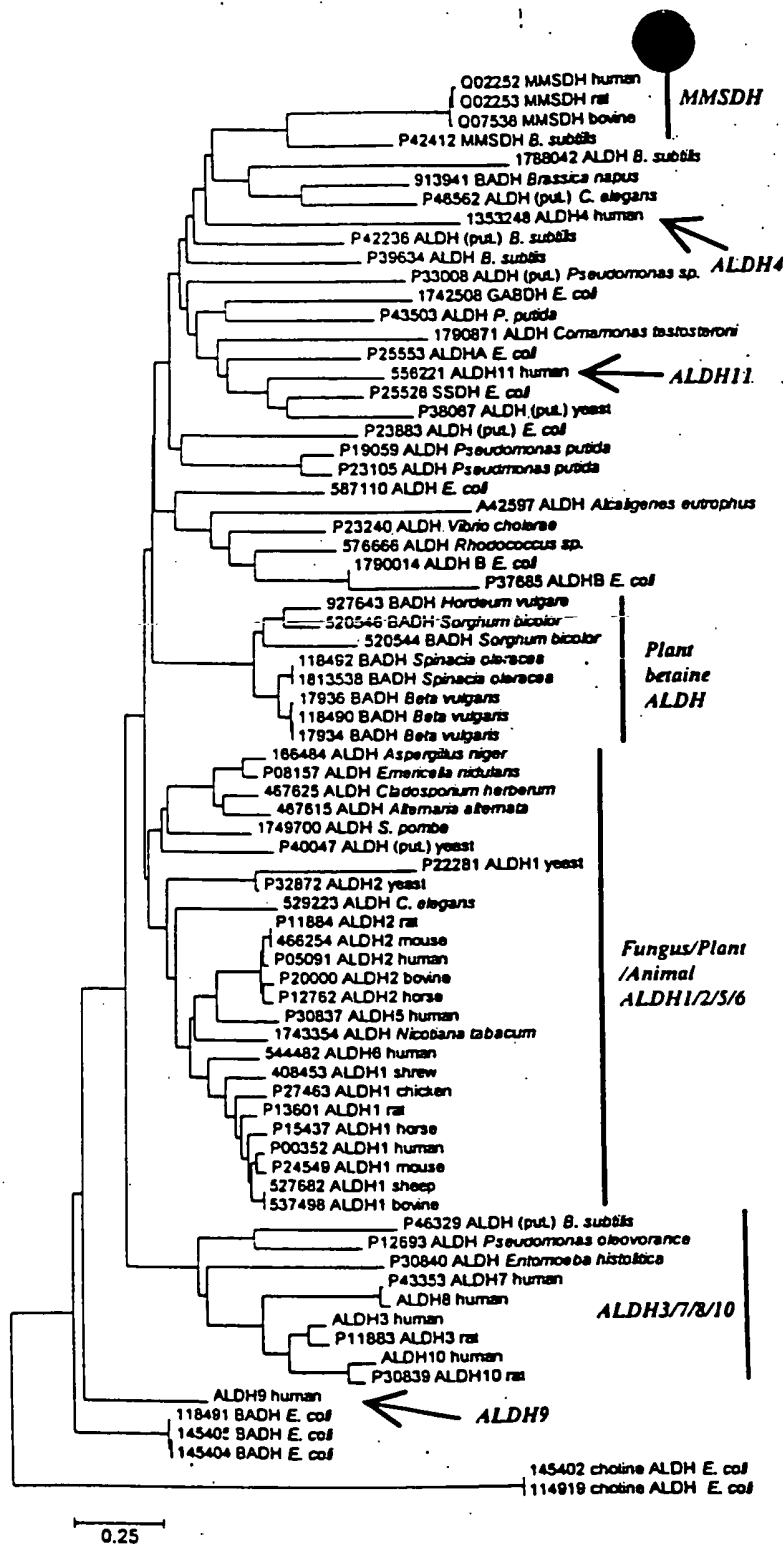 Q02252 MMSDH human
Q02253 MMSDH rat
MMSDH
Q07538 MMSDH bovine
P42412 MMSDH B. subtilis
1788042 ALDH B. subtilis
913941 BADH Brassica napus
P46562 ALDH (put.) C. elegans
1353248 ALDH4 human
P42236 ALDH (put.) B. subtilis
ALDH4
P39634 ALDH B. subtilis
P33008 ALDH (put.) Pseudomonas sp.
1742508 GABDH E. coli
P43503 ALDH P. putida
1790871 ALDH Comamonas testosteroni
P25553 ALDHA E. coli
556221 ALDH11 human
ALDH11
P25526 SSDH E. coli
P38067 ALDH (put.) yeast
P23883 ALDH (put.) E. coli
P19059 ALDH Pseudomonas putida
P23105 ALDH Pseudmonas putida
587110 ALDH E. coli
A42597 ALDH Alcaligenes eutrophus
P23240 ALDH Vibrio cholerae
576666 ALDH Rhodococcus sp.
1790014 ALDH B E. coli
P37685 ALDHB E. coli
927643 BADH Hordeum vulgare
520546 BADH Sorghum bicolor
520544 BADH Sorghum bicolor
118492 BADH Spinacia oleracea
1813538 BADH Spinacia oleracea
17936 BADH Beta vulgaris
118490 BADH Beta vulgaris
17934 BADH Beta vulgaris
Plant
betaine
ALDH
166484 ALDH Aspergillus niger
P08157 ALDH Emericella nidulans
467625 ALDH Cladosporium herberum
467615 ALDH Alternaria alternata
1749700 ALDH S. pombe
P40047 ALDH (put.) yeast
P22281 ALDH1 yeast
P32872 ALDH2 yeast
529223 ALDH C. elegans
P11884 ALDH2 rat
466254 ALDH2 mouse
P05091 ALDH2 human
P20000 ALDH2 bovine
P12762 ALDH2 horse
P30837 ALDH5 human
1743354 ALDH Nicotiana tabacum
544482 ALDH6 human
408453 ALDH1 shrew
P27463 ALDH1 chicken
P13601 ALDH1 rat
P15437 ALDH1 horse
P00352 ALDH1 human
P24549 ALDH1 mouse
527682 ALDH1 sheep
537498 ALDH1 bovine
Fungus/Plant
/Animal
ALDH1/2/5/6
P46329 ALDH (put.) B. subtilis
P12693 ALDH Pseudomonas oleovorance
P30840 ALDH Entomoeba histolitica
P43353 ALDH7 human
ALDH8 human
ALDH3 human
P11883 ALDH3 rat
ALDH10 human
P30839 ALDH10 rat
ALDH3/7/8/10
ALDH9 human
ALDH9
118491 BADH E. coli
145405 BADH E. coli
145404 BADH E. coli
145402 choline ALDH E. coli
114919 choline ALDH E. coli
0.25